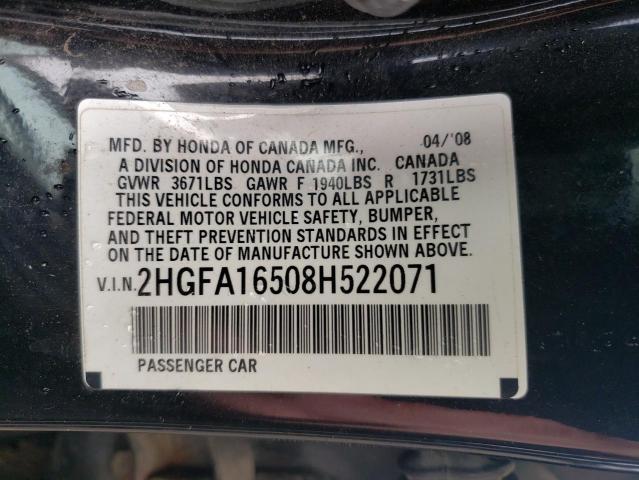 MFD. BY HONDA OF CANADA MFG., 04/'08
A DIVISION OF HONDA CANADA INC. CANADA
GVWR 3671LBS GAWR F 1940LBS R 1731LBS
THIS VEHICLE CONFORMS TO ALL APPLICABLE
FEDERAL MOTOR VEHICLE SAFETY, BUMPER,
AND THEFT PREVENTION STANDARDS IN EFFECT
ON THE DATE OF MANUFACTURE SHOWN ABOVE.
V.I.N. 2HGFA16508H522071
PASSENGER CAR